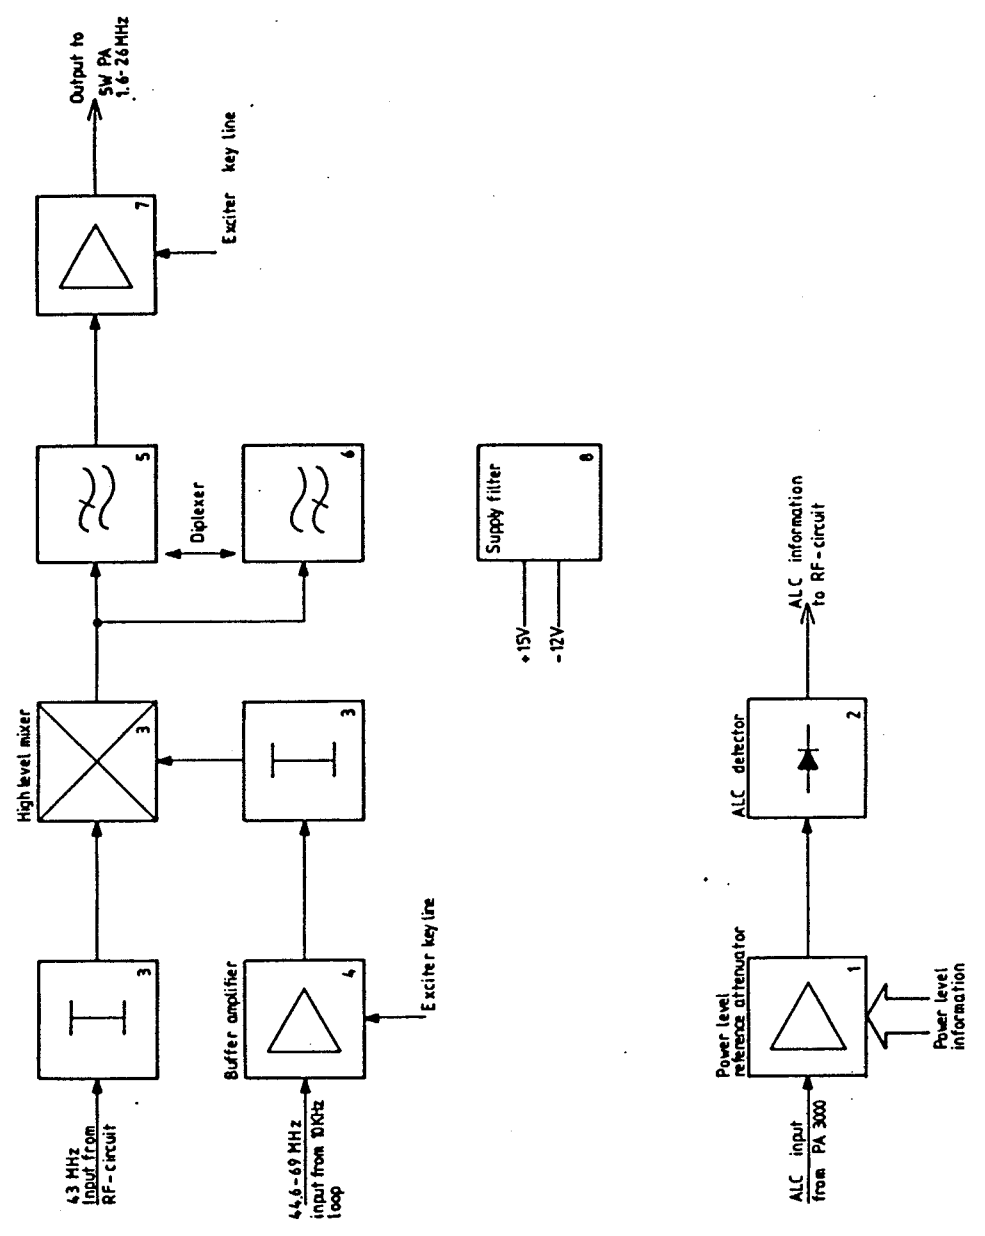 43 MHz
Input from
RF-circuit
3
High level mixer
3
5
7
Output to
SW PA
1.6-26MHz
Exciter key line
Diplexer
44.6-69 MHz
input from 10KHz
loop
Buffer amplifier
4
Exciter key line
3
6
Supply filter
8
+15V
-12V
ALC input
from PA 3000
Power level
reference attenuator
1
Power level
information
ALC detector
2
ALC information
to RF-circuit